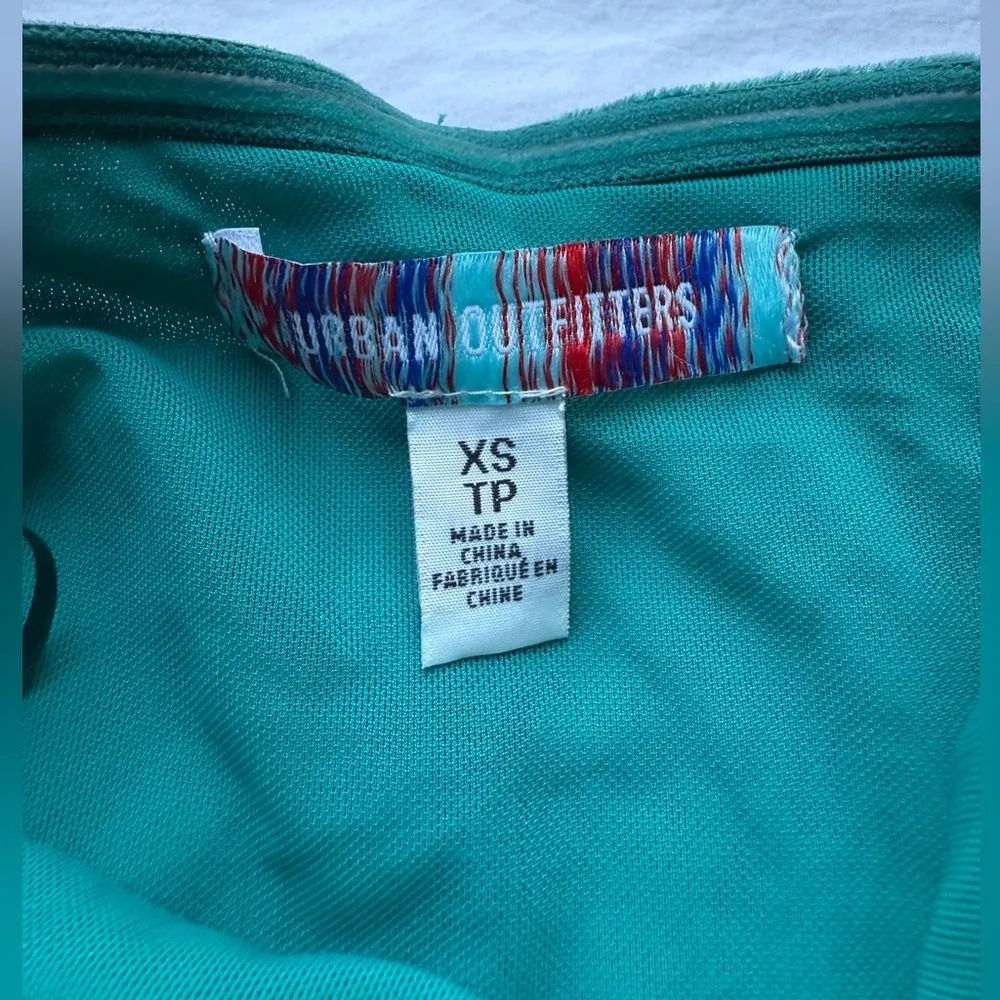 URBAN OUTFITTERS
XS
TP
MADE IN
CHINA
FABRIQUÉ EN
CHINE